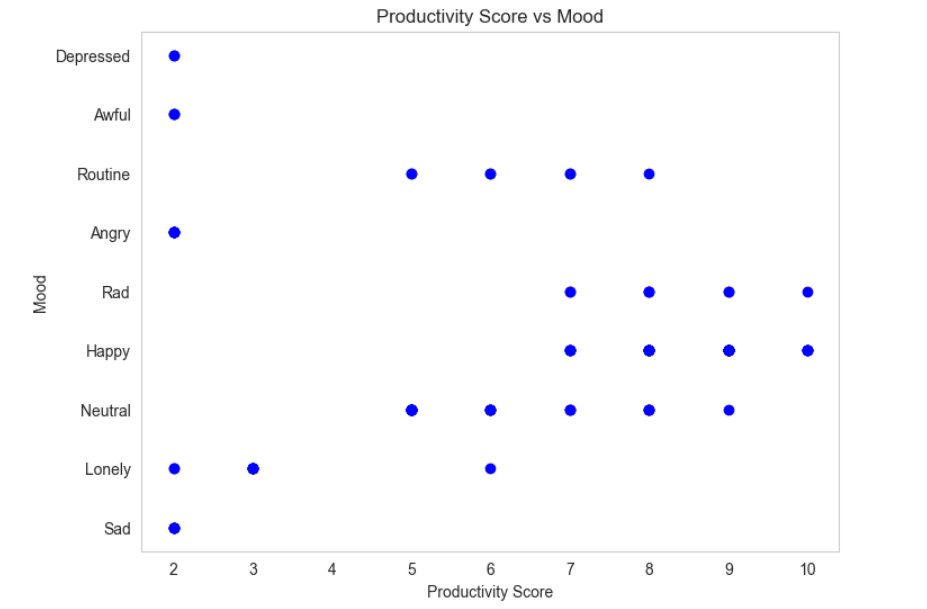 Productivity Score vs Mood
Depressed
Awful
Routine
Angry
Rad
Happy
Neutral
Lonely
Sad
Mood
2 3 4 5 6 7 8 9 10
Productivity Score